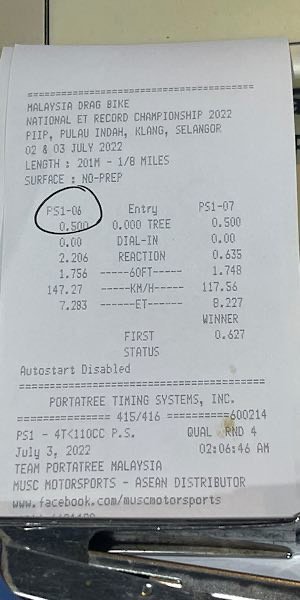 MALAYSIA DRAG BIKE
NATIONAL ET RECORD CHAMPIONSHIP 2022
PIIP, PULAU INDAH, KLANG, SELANGOR
02 & 03 JULY 2022
LENGTH : 201M - 1/8 MILES
SURFACE : NO-PREP
PS1-06 Entry PS1-07
0.500 0.000 TREE 0.500
0.00 DIAL-IN 0.00
2.206 REACTION 0.635
1.756 ------60FT------ 1.748
147.27 ------KM/H------ 117.56
7.283 -------ET------- 8.227
WINNER
FIRST 0.627
STATUS
Autostart Disabled
PORTATREE TIMING SYSTEMS, INC.
================ 415/416 ==========600214
PS1 - 4T<110CC P.S. QUAL RND 4
July 3, 2022 02:06:46 AM
TEAM PORTATREE MALAYSIA
MUSC MOTORSPORTS - ASEAN DISTRIBUTOR
www.facebook.com/muscmotorsports